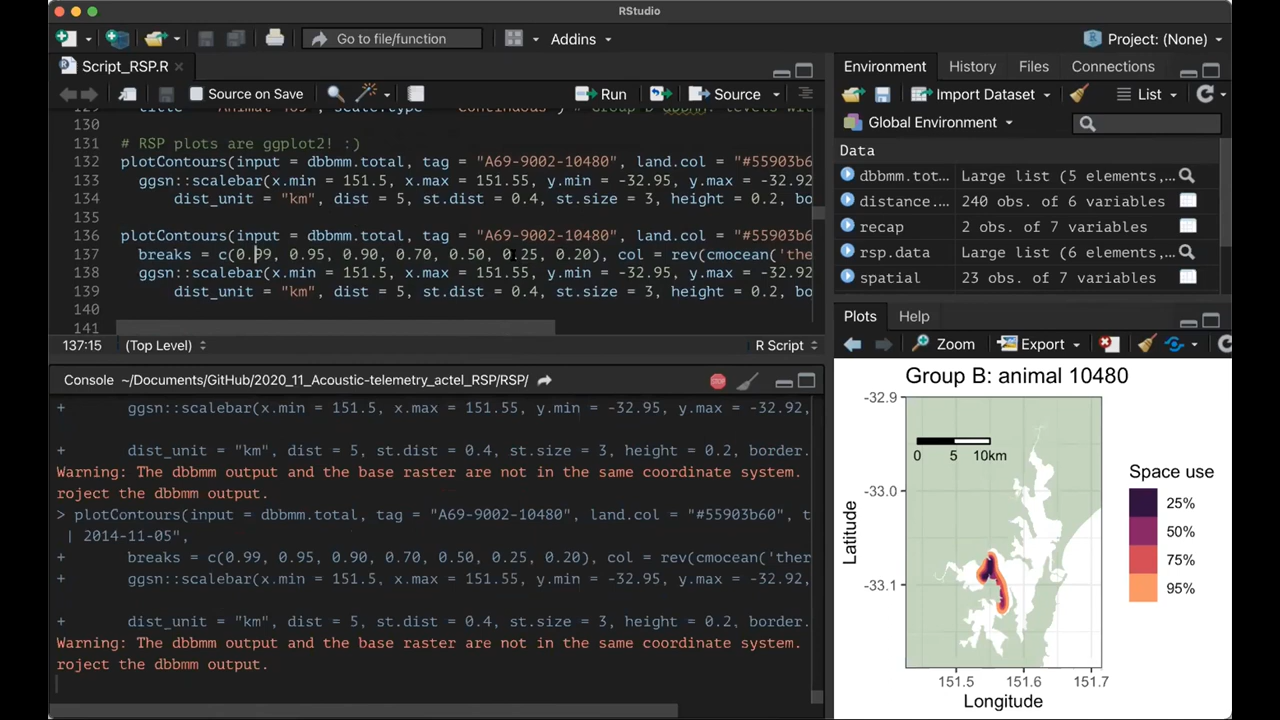 RStudio
Go to file/function
Addins
Project: (None)
Script_RSP.R
Source on Save
Run
Source
130
131 # RSP plots are ggplot2! :)
132 plotContours(input = dbbmm.total, tag = "A69-9002-10480", land.col = "#55903b6
133 ggsn::scalebar(x.min = 151.5, x.max = 151.55, y.min = -32.95, y.max = -32.92
134 dist_unit = "km", dist = 5, st.dist = 0.4, st.size = 3, height = 0.2, bo
135
136 plotContours(input = dbbmm.total, tag = "A69-9002-10480", land.col = "#55903b6
137 breaks = c(0.99, 0.95, 0.90, 0.70, 0.50, 0.25, 0.20), col = rev(cmocean('the
138 ggsn::scalebar(x.min = 151.5, x.max = 151.55, y.min = -32.95, y.max = -32.92
139 dist_unit = "km", dist = 5, st.dist = 0.4, st.size = 3, height = 0.2, bo
140
141
137:15 (Top Level) R Script
Console ~/Documents/GitHub/2020_11_Acoustic-telemetry_actel_RSP/RSP/
+ ggsn::scalebar(x.min = 151.5, x.max = 151.55, y.min = -32.95, y.max = -32.92,
+ dist_unit = "km", dist = 5, st.dist = 0.4, st.size = 3, height = 0.2, border.
Warning: The dbbmm output and the base raster are not in the same coordinate system.
roject the dbbmm output.
> plotContours(input = dbbmm.total, tag = "A69-9002-10480", land.col = "#55903b60", t
| 2014-11-05",
+ breaks = c(0.99, 0.95, 0.90, 0.70, 0.50, 0.25, 0.20), col = rev(cmocean('ther
+ ggsn::scalebar(x.min = 151.5, x.max = 151.55, y.min = -32.95, y.max = -32.92,
+ dist_unit = "km", dist = 5, st.dist = 0.4, st.size = 3, height = 0.2, border.
Warning: The dbbmm output and the base raster are not in the same coordinate system.
roject the dbbmm output.
Environment History Files Connections
Import Dataset List
Global Environment
Data
dbbmm.tot… Large list (5 elements,…
distance.… 240 obs. of 6 variables
recap 2 obs. of 7 variables
rsp.data Large list (5 elements,…
spatial 23 obs. of 7 variables
Plots Help
Zoom Export
Group B: animal 10480
-32.9
-33.0
-33.1
Latitude
0 5 10km
151.5 151.6 151.7
Longitude
Space use
25%
50%
75%
95%